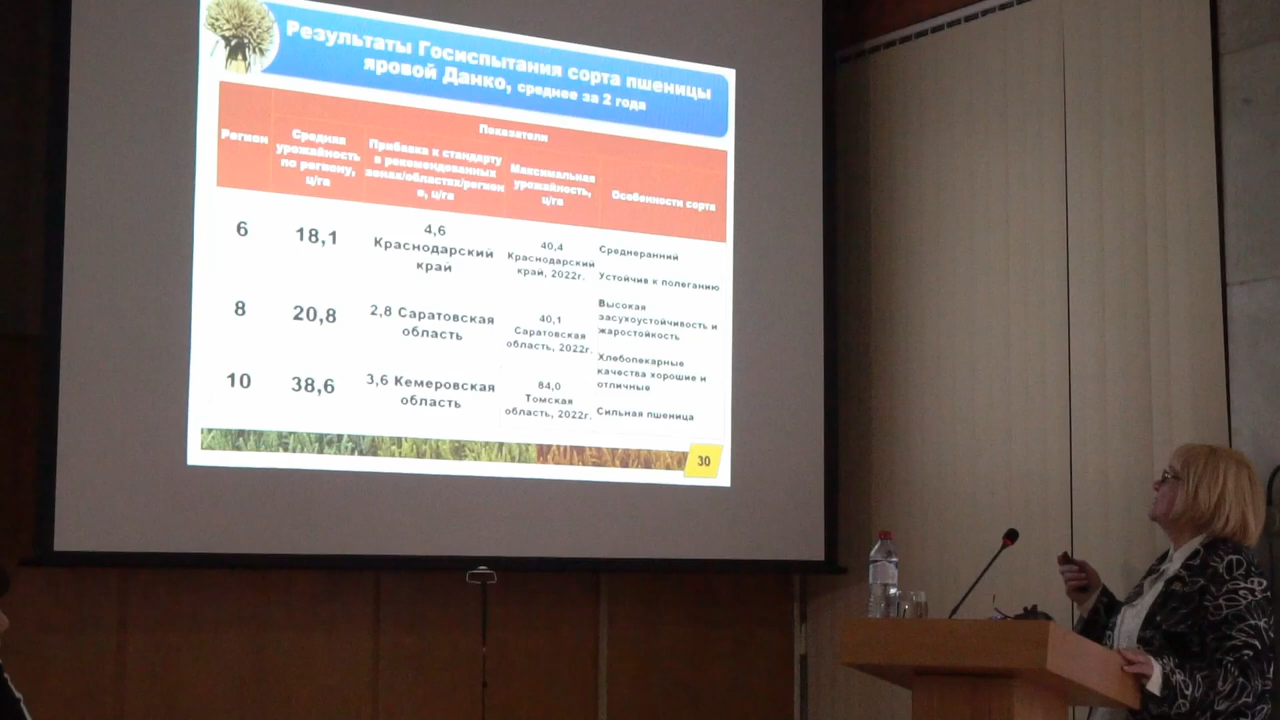 Результаты Госиспытания сорта пшеницы
яровой Данко, среднее за 2 года
Показатели
Регион
Средняя
урожайность
по региону,
ц/га
Прибавка к стандарту
в рекомендованных
зонах/областях/регион
е, ц/га
Максимальная
урожайность,
ц/га
Особенности сорта
6
18,1
4,6
Краснодарский
край
40,4
Краснодарский
край, 2022г.
8
20,8
2,8 Саратовская
область
40,1
Саратовская
область, 2022г.
10
38,6
3,6 Кемеровская
область
84,0
Томская
область, 2022г.
Среднеранний
Устойчив к полеганию
Высокая
засухоустойчивость и
жаростойкость
Хлебопекарные
качества хорошие и
отличные
Сильная пшеница
30